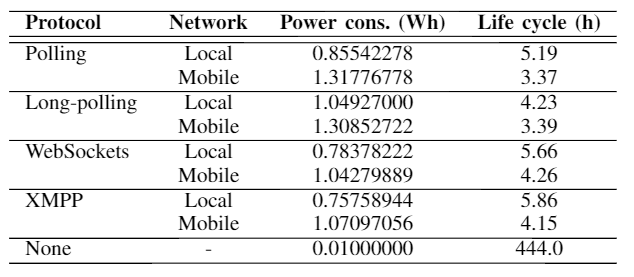 Protocol Network Power cons. (Wh) Life cycle (h)
Polling Local 0.85542278 5.19
Mobile 1.31776778 3.37
Long-polling Local 1.04927000 4.23
Mobile 1.30852722 3.39
WebSockets Local 0.78378222 5.66
Mobile 1.04279889 4.26
XMPP Local 0.75758944 5.86
Mobile 1.07097056 4.15
None - 0.01000000 444.0